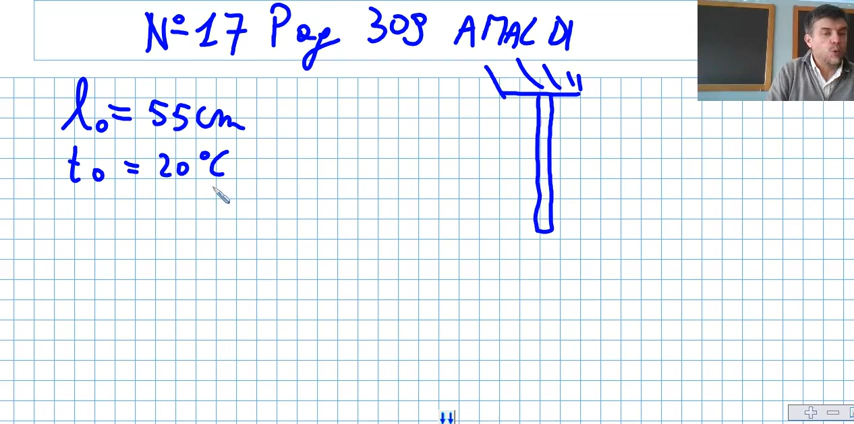 N° 17 Pag 309 AMALDI
l₀ = 55 cm
t₀ = 20 °C